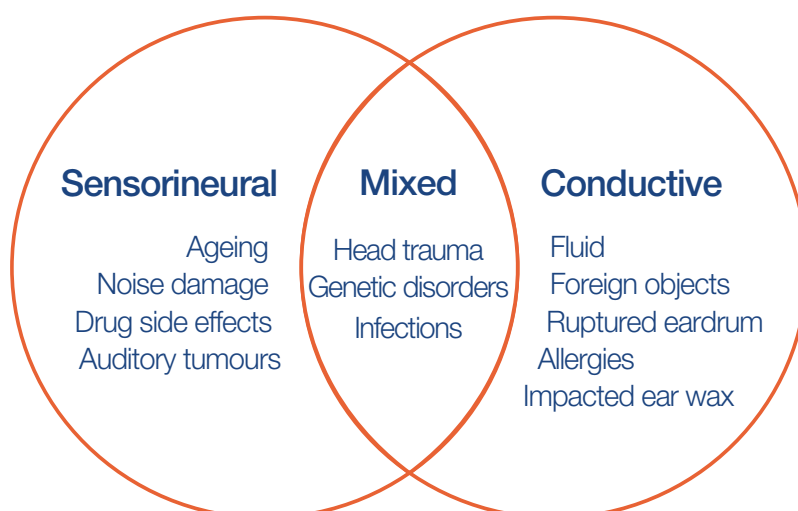 Sensorineural
Ageing
Noise damage
Drug side effects
Auditory tumours
Mixed
Head trauma
Genetic disorders
Infections
Conductive
Fluid
Foreign objects
Ruptured eardrum
Allergies
Impacted ear wax